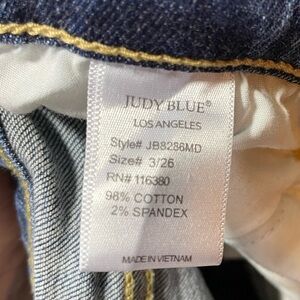 JUDY BLUE®
LOS ANGELES
Style# JB8286MD
Size# 3/26
RN# 116380
98% COTTON
2% SPANDEX
MADE IN VIETNAM